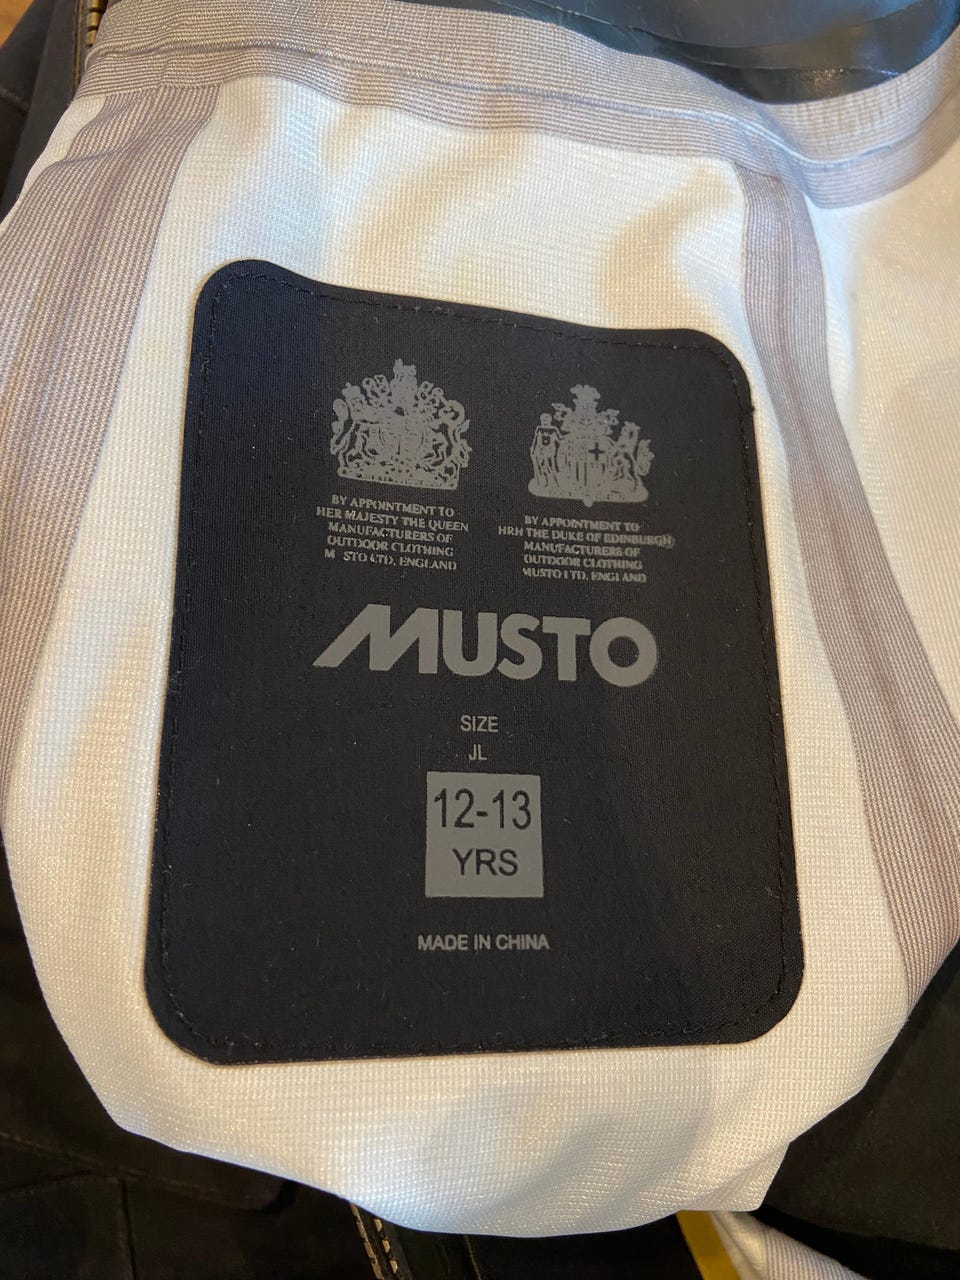 BY APPOINTMENT TO
HER MAJESTY THE QUEEN
MANUFACTURERS OF
OUTDOOR CLOTHING
M STO LTD, ENGLAND
BY APPOINTMENT TO
HRH THE DUKE OF EDINBURGH
MANUFACTURERS OF
OUTDOOR CLOTHING
MUSTO LTD, ENGLAND
MUSTO
SIZE
JL
12-13
YRS
MADE IN CHINA